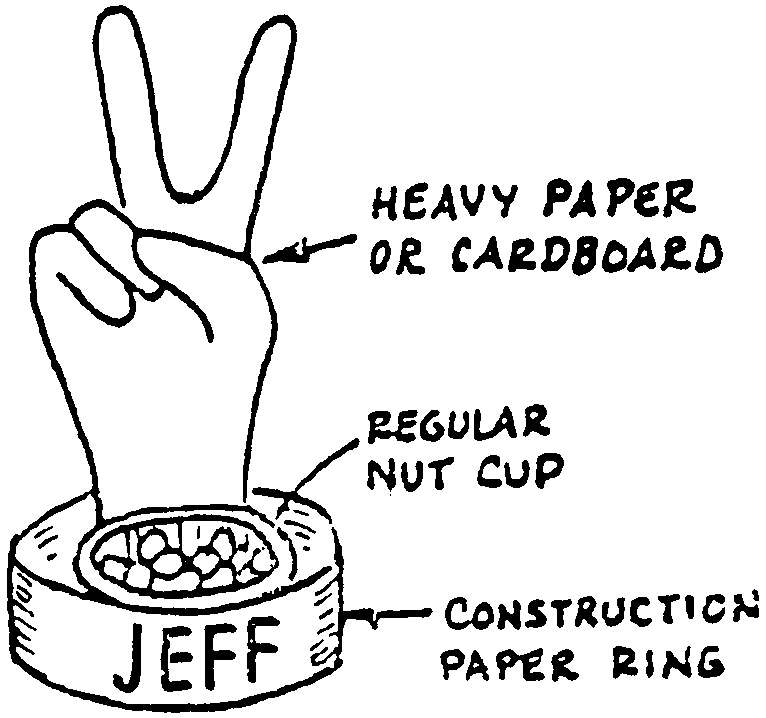 HEAVY PAPER
OR CARDBOARD
REGULAR
NUT CUP
CONSTRUCTION
PAPER RING
JEFF